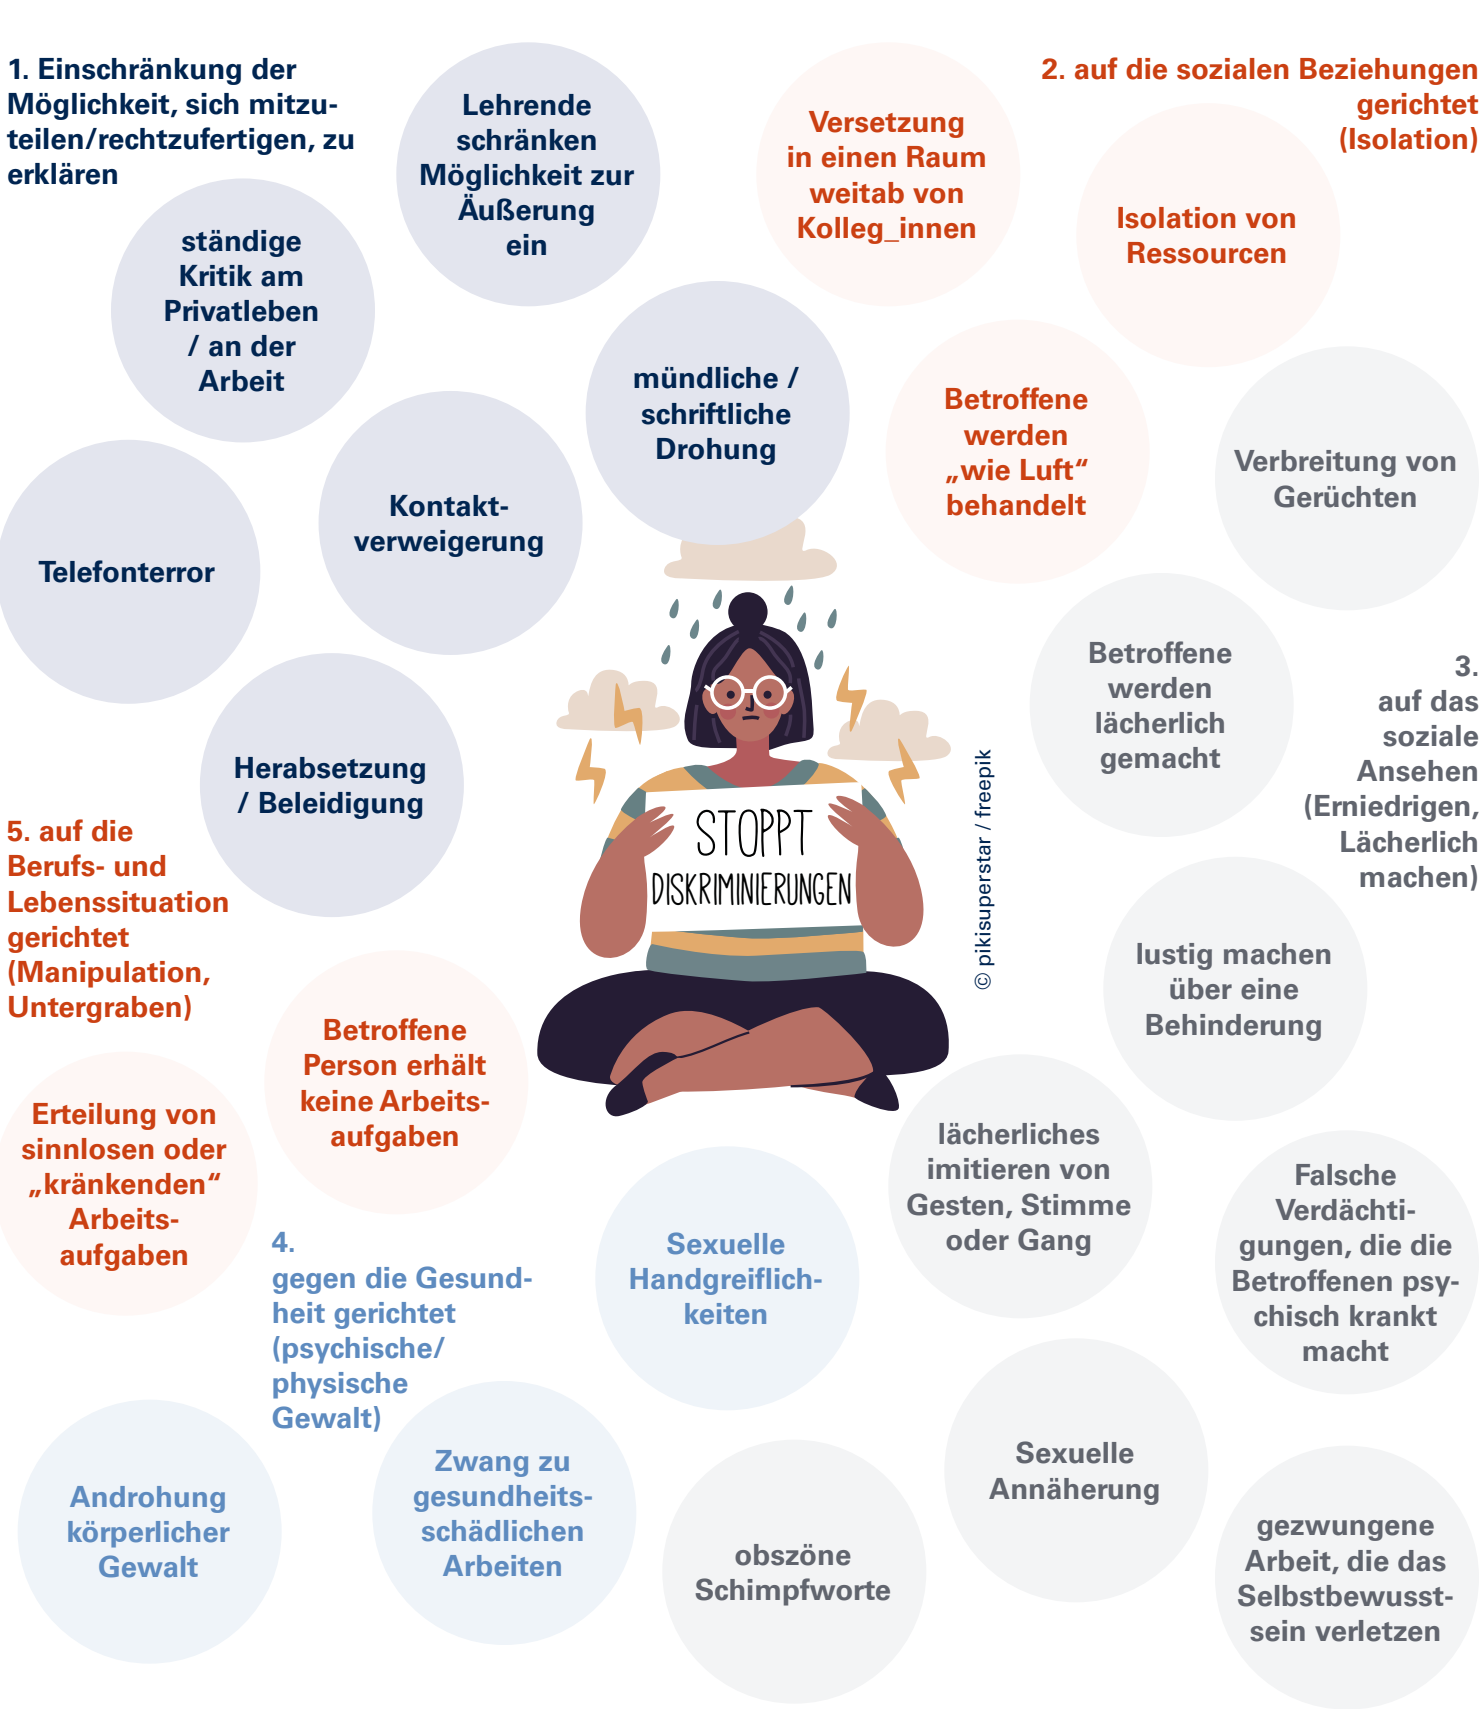 1. Einschränkung der
Möglichkeit, sich mitzu-
teilen/rechtzufertigen, zu
erklären
Lehrende
schränken
Möglichkeit zur
Äußerung
ein
ständige
Kritik am
Privatleben
/ an der
Arbeit
mündliche /
schriftliche
Drohung
Kontakt-
verweigerung
Telefonterror
Herabsetzung
/ Beleidigung
2. auf die sozialen Beziehungen
gerichtet
(Isolation)
Versetzung
in einen Raum
weitab von
Kolleg_innen
Isolation von
Ressourcen
Betroffene
werden
„wie Luft“
behandelt
3.
auf das
soziale
Ansehen
(Erniedrigen,
Lächerlich
machen)
Verbreitung von
Gerüchten
Betroffene
werden
lächerlich
gemacht
lustig machen
über eine
Behinderung
lächerliches
imitieren von
Gesten, Stimme
oder Gang
Falsche
Verdächti-
gungen, die die
Betroffenen psy-
chisch krankt
macht
Sexuelle
Annäherung
obszöne
Schimpfworte
gezwungene
Arbeit, die das
Selbstbewusst-
sein verletzen
STOPPT
DISKRIMINIERUNGEN
© pikisuperstar / freepik
5. auf die
Berufs- und
Lebenssituation
gerichtet
(Manipulation,
Untergraben)
Betroffene
Person erhält
keine Arbeits-
aufgaben
Erteilung von
sinnlosen oder
„kränkenden“
Arbeits-
aufgaben
4.
gegen die Gesund-
heit gerichtet
(psychische/
physische
Gewalt)
Sexuelle
Handgreiflich-
keiten
Androhung
körperlicher
Gewalt
Zwang zu
gesundheits-
schädlichen
Arbeiten